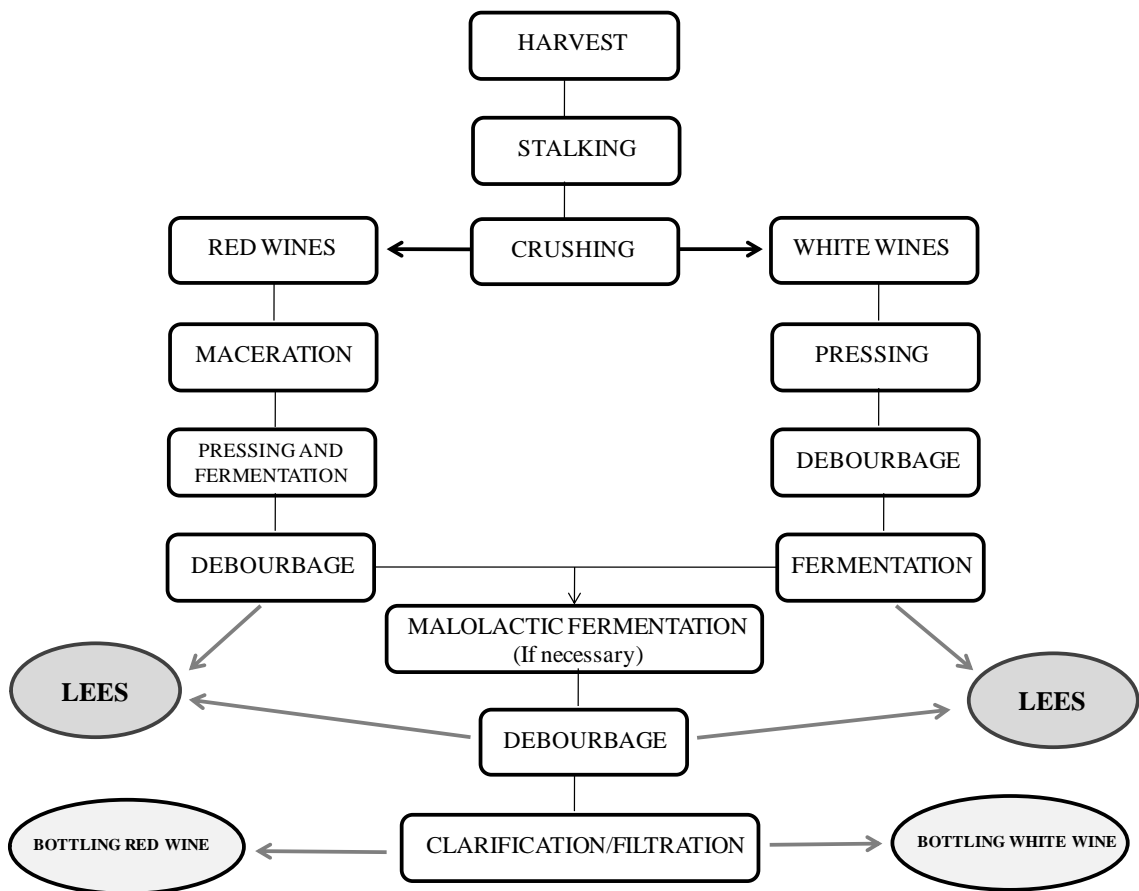 HARVEST
STALKING
RED WINES
CRUSHING
WHITE WINES
MACERATION
PRESSING
PRESSING AND
FERMENTATION
DEBOURBAGE
DEBOURBAGE
FERMENTATION
MALOLACTIC FERMENTATION
(If necessary)
LEES
LEES
DEBOURBAGE
BOTTLING RED WINE
CLARIFICATION/FILTRATION
BOTTLING WHITE WINE